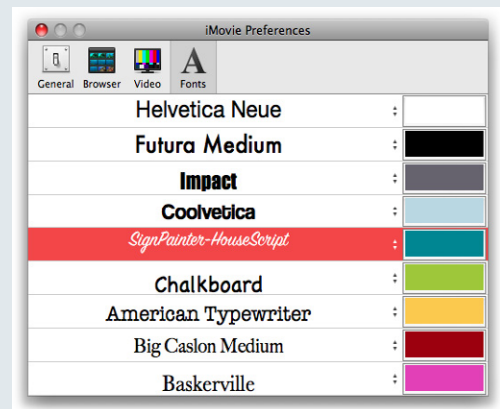 iMovie Preferences
General Browser Video Fonts
Helvetica Neue
Futura Medium
Impact
Coolvetica
SignPainter-HouseScript
Chalkboard
American Typewriter
Big Caslon Medium
Baskerville